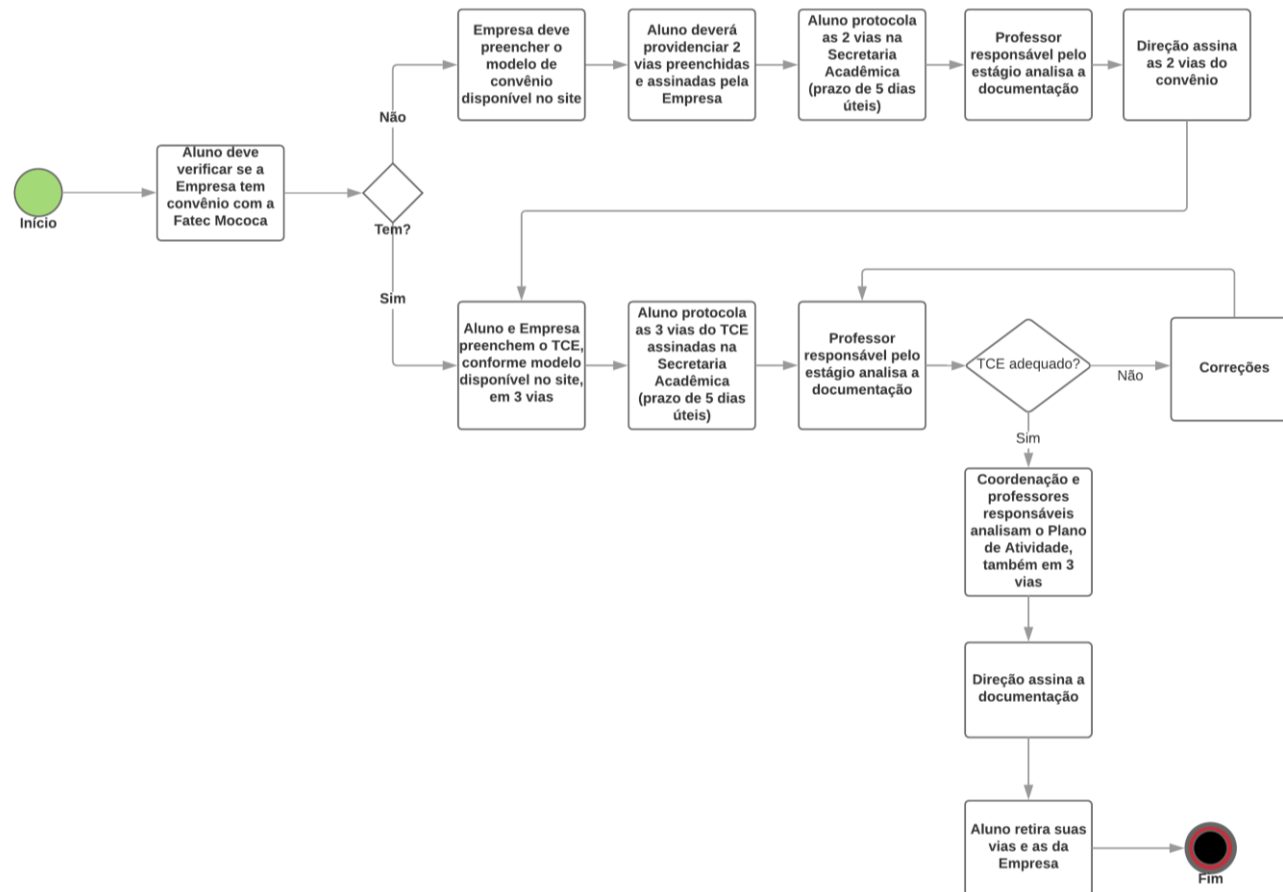 Empresa deve
preencher o
modelo de
convênio
disponível no site
Aluno deverá
providenciar 2
vias preenchidas
e assinadas pela
Empresa
Aluno protocola
as 2 vias na
Secretaria
Acadêmica
(prazo de 5 dias
úteis)
Professor
responsável pelo
estágio analisa a
documentação
Direção assina
as 2 vias do
convênio
Não
Aluno deve
verificar se a
Empresa tem
convênio com a
Fatec Mococa
Início
Tem?
Sim
Aluno e Empresa
preenchem o TCE,
conforme modelo
disponível no site,
em 3 vias
Aluno protocola
as 3 vias do TCE
assinadas na
Secretaria
Acadêmica
(prazo de 5 dias
úteis)
Professor
responsável pelo
estágio analisa a
documentação
TCE adequado?
Não
Correções
Sim
Coordenação e
professores
responsáveis
analisam o Plano
de Atividade,
também em 3
vias
Direção assina a
documentação
Aluno retira suas
vias e as da
Empresa
Fim